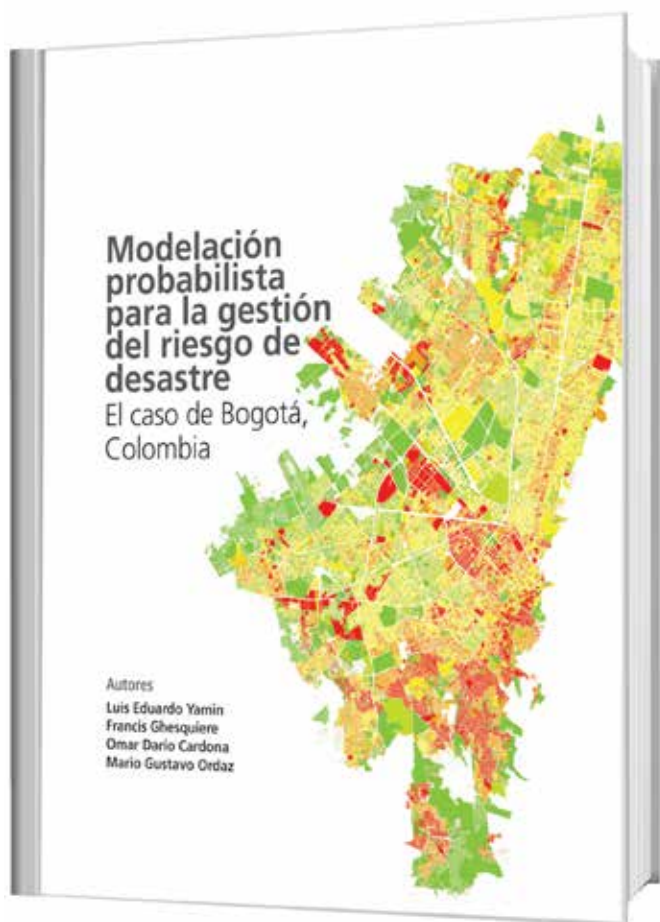 Modelación
probabilista
para la gestión
del riesgo de
desastre
El caso de Bogotá,
Colombia
Autores
Luis Eduardo Yamin
Francis Ghesquiere
Omar Darío Cardona
Mario Gustavo Ordaz